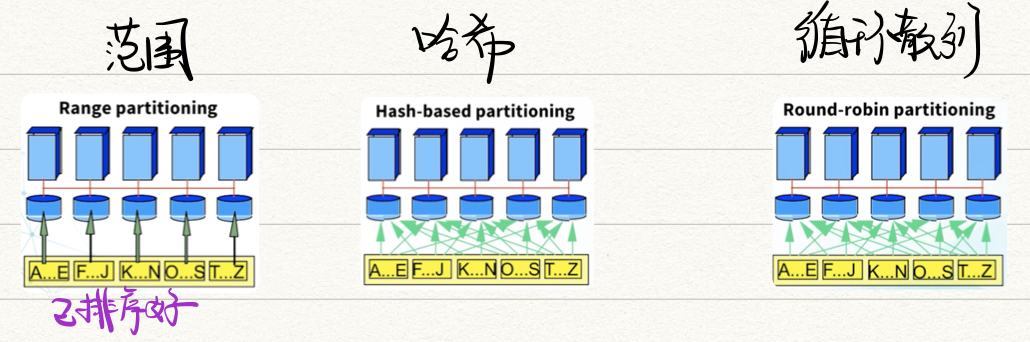 范围
哈希
循环散列
Range partitioning
Hash-based partitioning
Round-robin partitioning
A...E F...J K...N O...S T...Z
A...E F...J K...N O...S T...Z
A...E F...J K...N O...S T...Z
已排序好